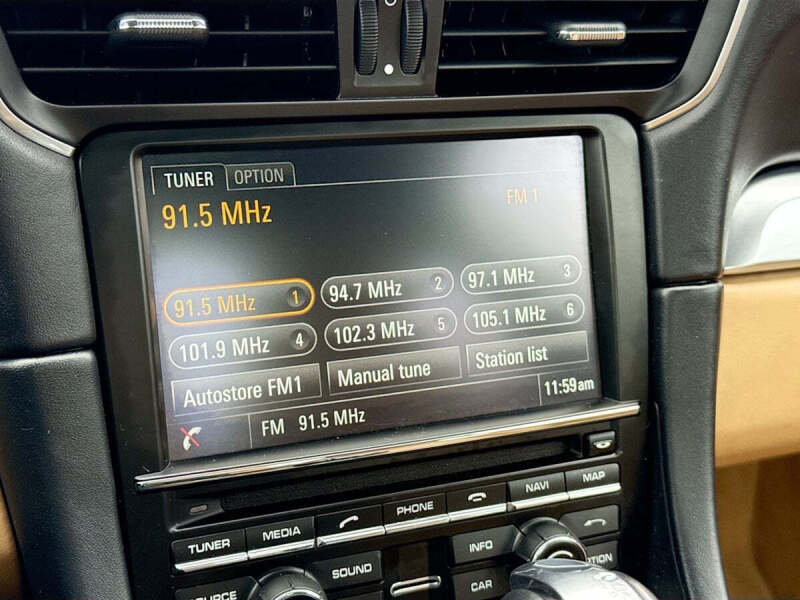 TUNER OPTION
91.5 MHz
FM 1
91.5 MHz 1 94.7 MHz 2 97.1 MHz 3
101.9 MHz 4 102.3 MHz 5 105.1 MHz 6
Autostore FM1 Manual tune Station list
FM 91.5 MHz 11:59am
TUNER MEDIA PHONE NAVI MAP
SOUND INFO
CAR